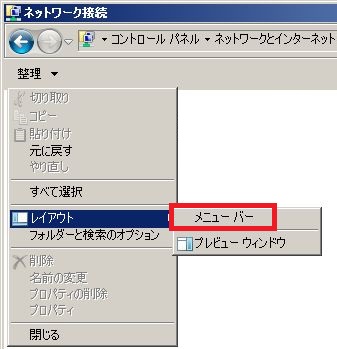 ネットワーク接続
コントロール パネル ▸ ネットワークとインターネット
整理
切り取り
コピー
貼り付け
元に戻す
やり直し
すべて選択
レイアウト
メニュー バー
フォルダーと検索のオプション
プレビュー ウィンドウ
削除
名前の変更
プロパティの削除
プロパティ
閉じる